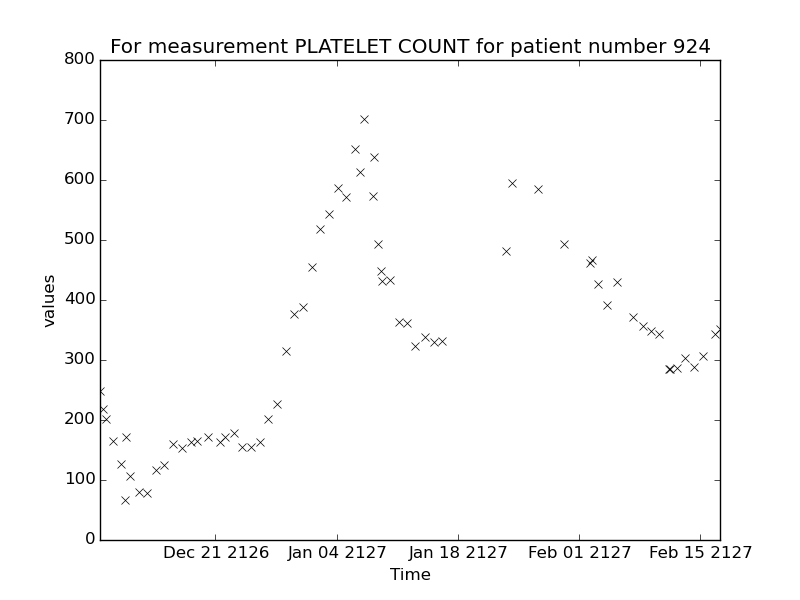 For measurement PLATELET COUNT for patient number 924
800
700
600
500
400
300
200
100
0
values
Dec 21 2126
Jan 04 2127
Jan 18 2127
Feb 01 2127
Feb 15 2127
Time